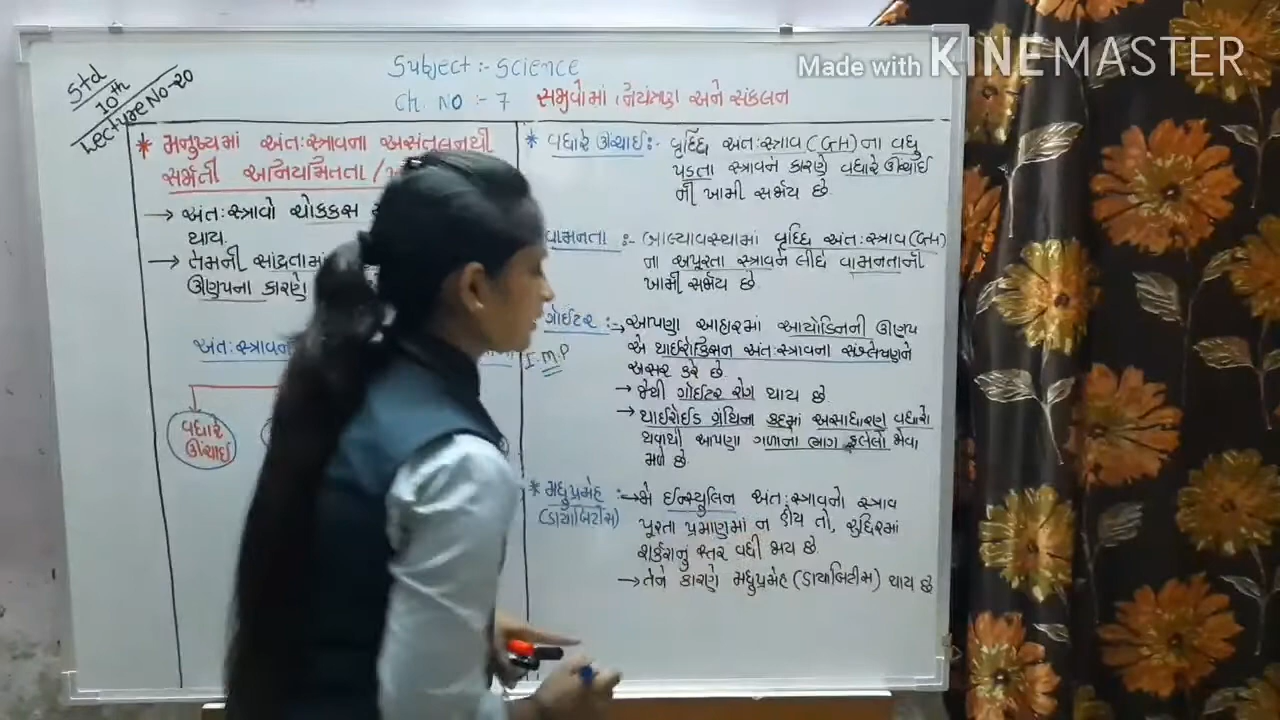 Made with KINEMASTER
Std
10th
Lecture No-20
Subject :- Science
Ch. NO :- 7 સજીવોમાં નિયંત્રણ અને સંકલન
* મનુષ્યમાં અંતઃસ્ત્રાવના અસંતુલનથી
સર્જાતી અનિયમિતતા /
→ અંતઃસ્ત્રાવો ચોક્કસ
થાય.
→ તેમની સાંદ્રતામાં
ઊણપના કારણે
અંતઃસ્ત્રાવની
વધારે
ઊંચાઈ
* વધારે ઊંચાઈ :- વૃધ્ધિ અંતઃસ્ત્રાવ (GH) ના વધુ
પડતા સ્ત્રાવને કારણે વધારે ઊંચાઈ
ની ખામી સર્જાય છે.
વામનતા :- બાલ્યાવસ્થામાં વૃધ્ધિ અંતઃસ્ત્રાવ (GH)
ના અપૂરતા સ્ત્રાવને લીધે વામનતાની
ખામી સર્જાય છે.
ગોઈટર :→ આપણા આહારમાં આયોડિનની ઊણપ
I.M.P એ થાઈરોક્સિન અંતઃસ્ત્રાવના સંશ્લેષણને
અસર કરે છે.
→ જેથી ગોઈટર રોગ થાય છે.
→ થાઈરોઈડ ગ્રંથિના કદમાં અસાધારણ વધારો
થવાથી આપણા ગળાના ભાગ ફૂલેલો જોવા
મળે છે.
* મધુપ્રમેહ :→ જો ઈન્સ્યુલિન અંતઃસ્ત્રાવનો સ્ત્રાવ
(ડાયાબિટીસ) પૂરતા પ્રમાણમાં ન હોય તો, રુધિરમાં
શર્કરાનું સ્તર વધી જાય છે.
→ તેને કારણે મધુપ્રમેહ (ડાયાબિટીસ) થાય છે